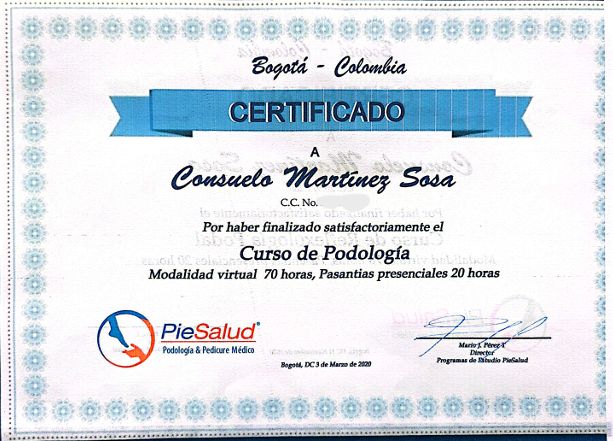 Bogotá - Colombia
CERTIFICADO
A
Consuelo Martínez Sosa
C.C. No.
Por haber finalizado satisfactoriamente el
Curso de Podología
Modalidad virtual 70 horas, Pasantias presenciales 20 horas
PieSalud®
Podología & Pedicure Médico
Bogotá, DC 3 de Marzo de 2020
Mario J. Pérez T.
Director
Programas de Estudio PieSalud